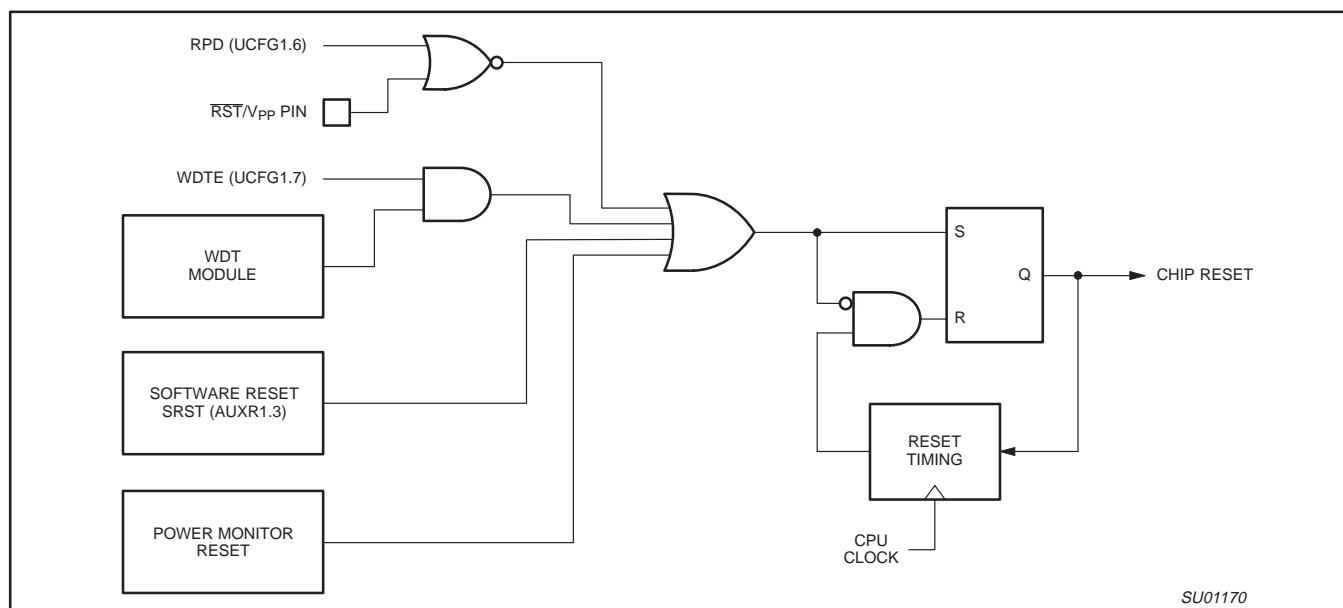 RPD (UCFG1.6)
R̅S̅T̅/VPP PIN
WDTE (UCFG1.7)
WDT
MODULE
SOFTWARE RESET
SRST (AUXR1.3)
POWER MONITOR
RESET
S
Q
R
CHIP RESET
RESET
TIMING
CPU
CLOCK
SU01170